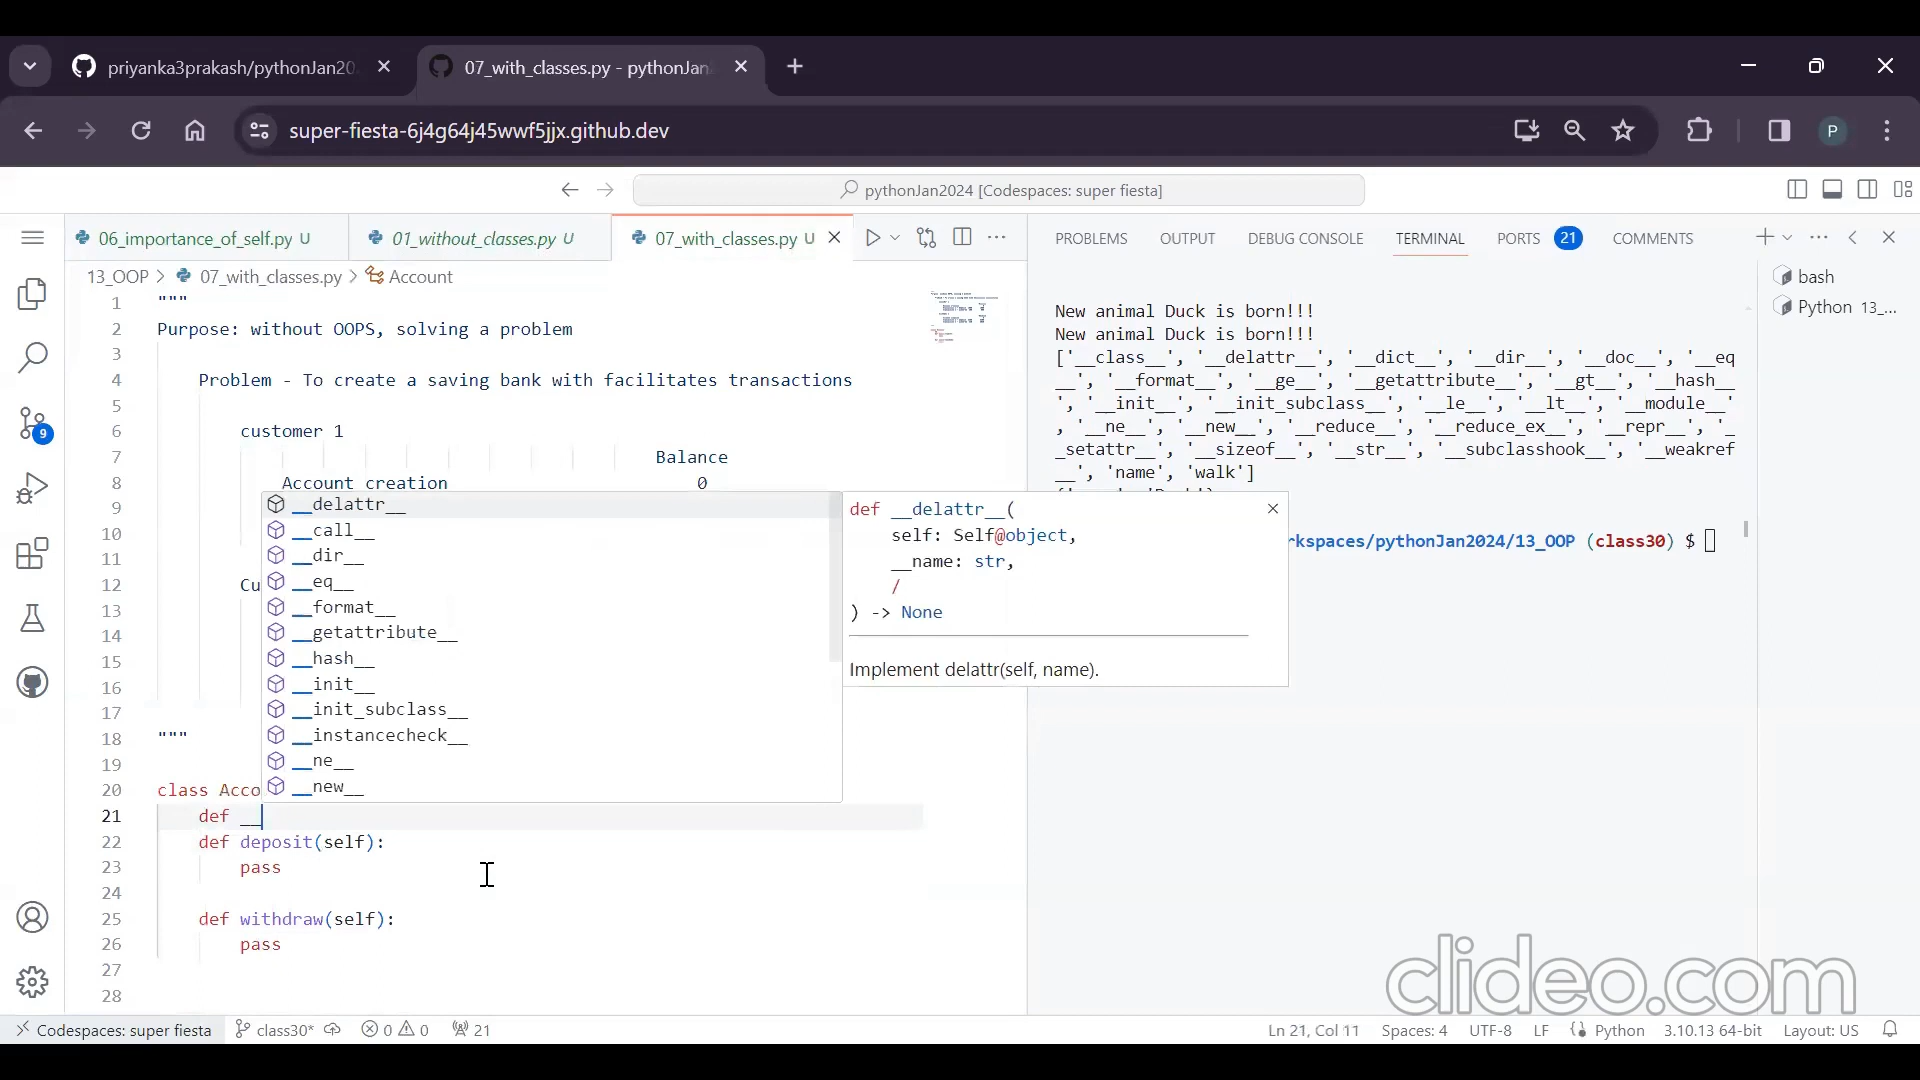 priyanka3prakash/pythonJan20
07_with_classes.py - pythonJan
super-fiesta-6j4g64j45wwf5jjx.github.dev
P
pythonJan2024 [Codespaces: super fiesta]
06_importance_of_self.py U
01_without_classes.py U
07_with_classes.py U
PROBLEMS
OUTPUT
DEBUG CONSOLE
TERMINAL
PORTS 21
COMMENTS
13_OOP > 07_with_classes.py > Account
1 """
2 Purpose: without OOPS, solving a problem
3
4 Problem - To create a saving bank with facilitates transactions
5
6 customer 1
7 Balance
8 Account creation 0
9
10
11
12 Cu
13
14
15
16
17
18 """
19
20 class Acco
21 def __
22 def deposit(self):
23 pass
24
25 def withdraw(self):
26 pass
27
28
__delattr__
__call__
__dir__
__eq__
__format__
__getattribute__
__hash__
__init__
__init_subclass__
__instancecheck__
__ne__
__new__
def __delattr__(
self: Self@object,
__name: str,
/
) -> None
Implement delattr(self, name).
New animal Duck is born!!!
New animal Duck is born!!!
['__class__', '__delattr__', '__dict__', '__dir__', '__doc__', '__eq
__', '__format__', '__ge__', '__getattribute__', '__gt__', '__hash__
', '__init__', '__init_subclass__', '__le__', '__lt__', '__module__'
, '__ne__', '__new__', '__reduce__', '__reduce_ex__', '__repr__', '_
_setattr__', '__sizeof__', '__str__', '__subclasshook__', '__weakref
__', 'name', 'walk']
rkspaces/pythonJan2024/13_OOP (class30) $
bash
Python 13_...
9
clideo.com
Codespaces: super fiesta
class30*
0 0
21
Ln 21, Col 11
Spaces: 4
UTF-8
LF
Python
3.10.13 64-bit
Layout: US